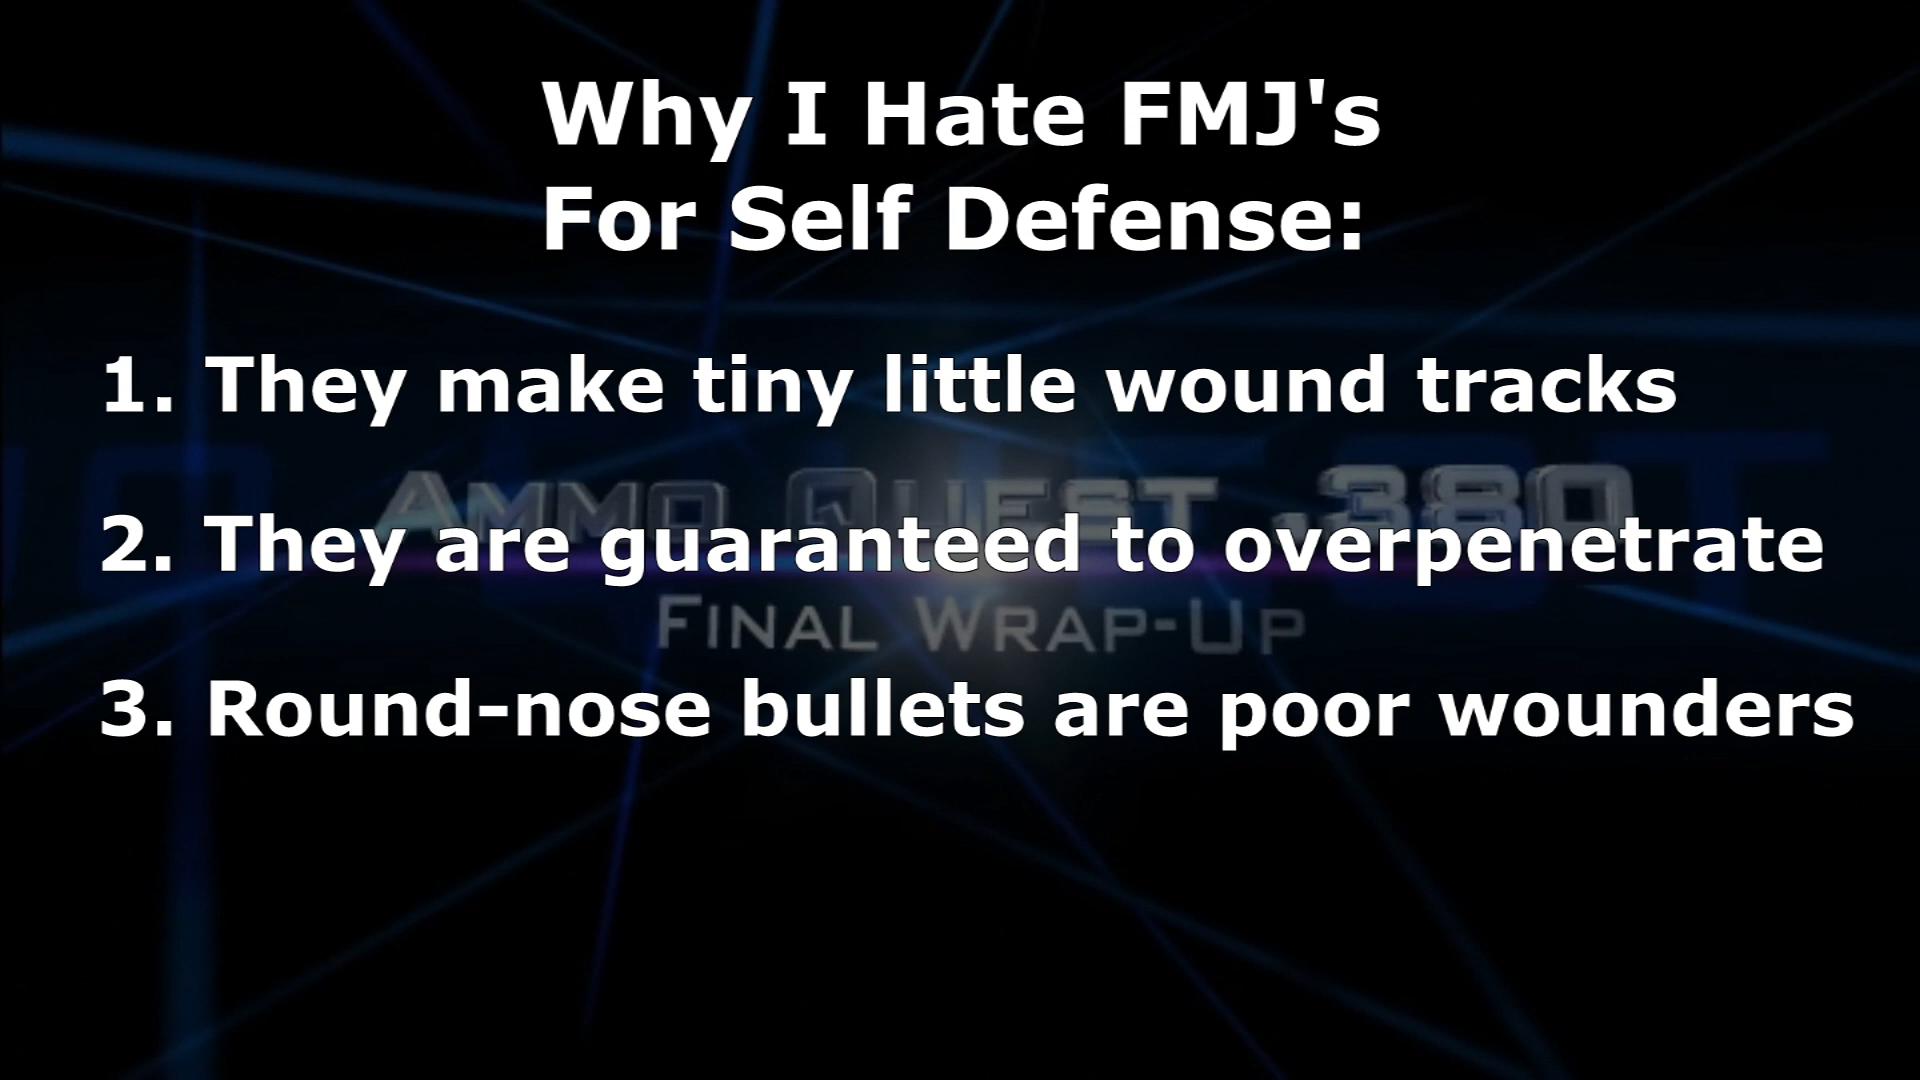 Why I Hate FMJ's
For Self Defense:
1. They make tiny little wound tracks
AMMO QUEST .380
2. They are guaranteed to overpenetrate
FINAL WRAP-UP
3. Round-nose bullets are poor wounders